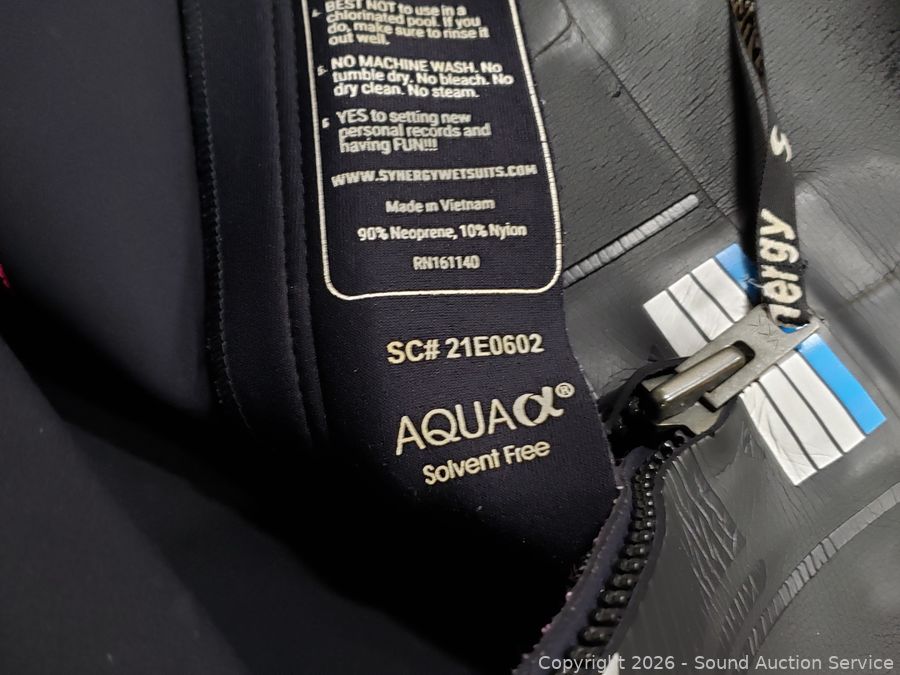 BEST NOT to use in a
chlorinated pool. If you
do, make sure to rinse it
out well.
5. NO MACHINE WASH. No
tumble dry. No bleach. No
dry clean. No steam.
6. YES to setting new
personal records and
having FUN!!!
WWW.SYNERGYWETSUITS.COM
Made in Vietnam
90% Neoprene, 10% Nylon
RN161140
SC# 21E0602
AQUAα®
Solvent Free
S
nergy
Copyright 2026 - Sound Auction Service